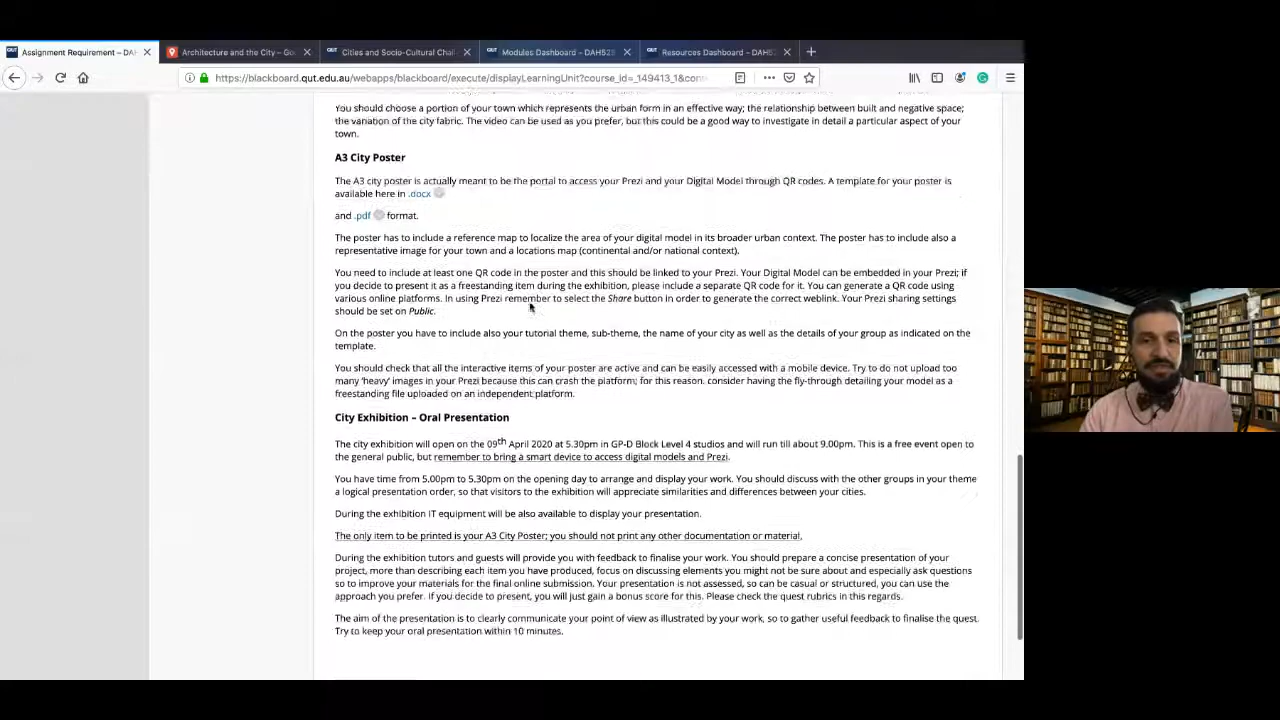 Assignment Requirement – DAH
Architecture and the City – Go
Cities and Socio-Cultural Chal
Modules Dashboard – DAH525
Resources Dashboard – DAH52
https://blackboard.qut.edu.au/webapps/blackboard/execute/displayLearningUnit?course_id=_149413_1&cont
You should choose a portion of your town which represents the urban form in an effective way; the relationship between built and negative space;
the variation of the city fabric. The video can be used as you prefer, but this could be a good way to investigate in detail a particular aspect of your
town.
A3 City Poster
The A3 city poster is actually meant to be the portal to access your Prezi and your Digital Model through QR codes. A template for your poster is
available here in .docx
and .pdf format.
The poster has to include a reference map to localize the area of your digital model in its broader urban context. The poster has to include also a
representative image for your town and a locations map (continental and/or national context).
You need to include at least one QR code in the poster and this should be linked to your Prezi. Your Digital Model can be embedded in your Prezi; if
you decide to present it as a freestanding item during the exhibition, please include a separate QR code for it. You can generate a QR code using
various online platforms. In using Prezi remember to select the Share button in order to generate the correct weblink. Your Prezi sharing settings
should be set on Public.
On the poster you have to include also your tutorial theme, sub-theme, the name of your city as well as the details of your group as indicated on the
template.
You should check that all the interactive items of your poster are active and can be easily accessed with a mobile device. Try to do not upload too
many 'heavy' images in your Prezi because this can crash the platform; for this reason. consider having the fly-through detailing your model as a
freestanding file uploaded on an independent platform.
City Exhibition – Oral Presentation
The city exhibition will open on the 09th April 2020 at 5.30pm in GP-D Block Level 4 studios and will run till about 9.00pm. This is a free event open to
the general public, but remember to bring a smart device to access digital models and Prezi.
You have time from 5.00pm to 5.30pm on the opening day to arrange and display your work. You should discuss with the other groups in your theme
a logical presentation order, so that visitors to the exhibition will appreciate similarities and differences between your cities.
During the exhibition IT equipment will be also available to display your presentation.
The only item to be printed is your A3 City Poster; you should not print any other documentation or material.
During the exhibition tutors and guests will provide you with feedback to finalise your work. You should prepare a concise presentation of your
project, more than describing each item you have produced, focus on discussing elements you might not be sure about and especially ask questions
so to improve your materials for the final online submission. Your presentation is not assessed, so can be casual or structured, you can use the
approach you prefer. If you decide to present, you will just gain a bonus score for this. Please check the quest rubrics in this regards.
The aim of the presentation is to clearly communicate your point of view as illustrated by your work, so to gather useful feedback to finalise the quest.
Try to keep your oral presentation within 10 minutes.